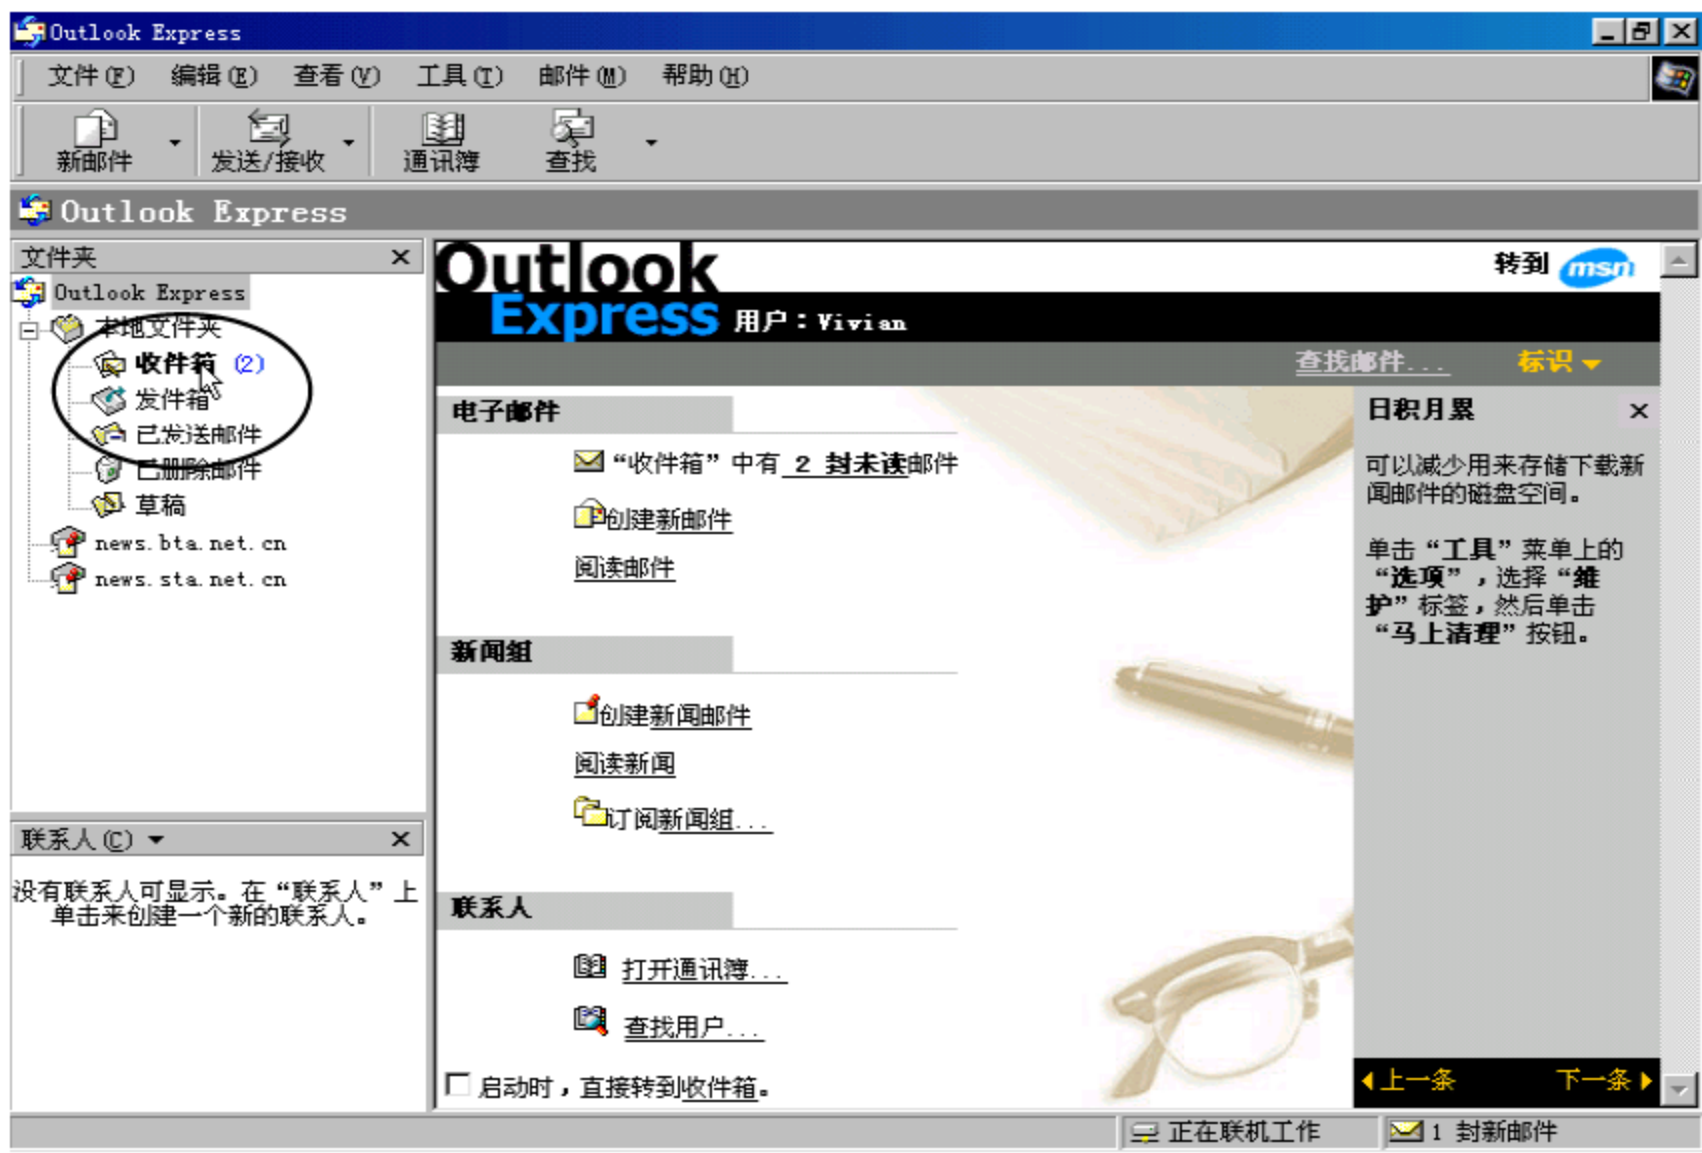 Outlook Express
文件(F) 编辑(E) 查看(V) 工具(T) 邮件(M) 帮助(H)
新邮件 发送/接收 通讯簿 查找
Outlook Express
文件夹
Outlook Express
本地文件夹
收件箱 (2)
发件箱
已发送邮件
已删除邮件
草稿
news.bta.net.cn
news.sta.net.cn
联系人(C)
没有联系人可显示。在“联系人”上
单击来创建一个新的联系人。
Outlook
Express 用户：Vivian
转到 msn
查找邮件... 标识
电子邮件
“收件箱”中有 2 封未读邮件
创建新邮件
阅读邮件
新闻组
创建新闻邮件
阅读新闻
订阅新闻组...
联系人
打开通讯簿...
查找用户...
启动时，直接转到收件箱。
日积月累
可以减少用来存储下载新
闻邮件的磁盘空间。
单击“工具”菜单上的
“选项”，选择“维
护”标签，然后单击
“马上清理”按钮。
上一条 下一条
正在联机工作 1 封新邮件